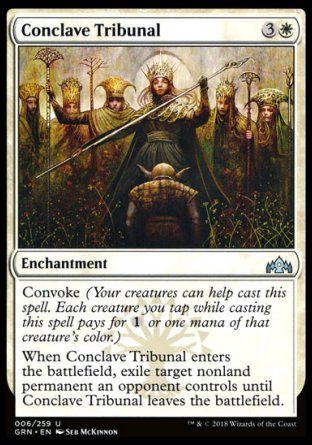 Conclave Tribunal 3
Enchantment
Convoke (Your creatures can help cast this
spell. Each creature you tap while casting
this spell pays for 1 or one mana of that
creature's color.)
When Conclave Tribunal enters
the battlefield, exile target nonland
permanent an opponent controls until
Conclave Tribunal leaves the battlefield.
006/259 U
GRN • EN SEB MCKINNON
™ & © 2018 Wizards of the Coast